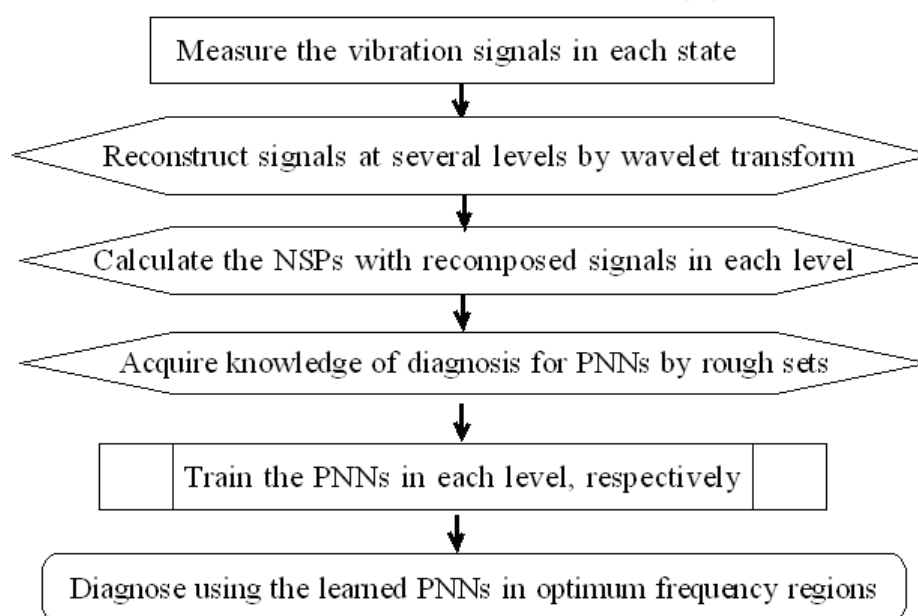 Measure the vibration signals in each state
Reconstruct signals at several levels by wavelet transform
Calculate the NSPs with recomposed signals in each level
Acquire knowledge of diagnosis for PNNs by rough sets
Train the PNNs in each level, respectively
Diagnose using the learned PNNs in optimum frequency regions